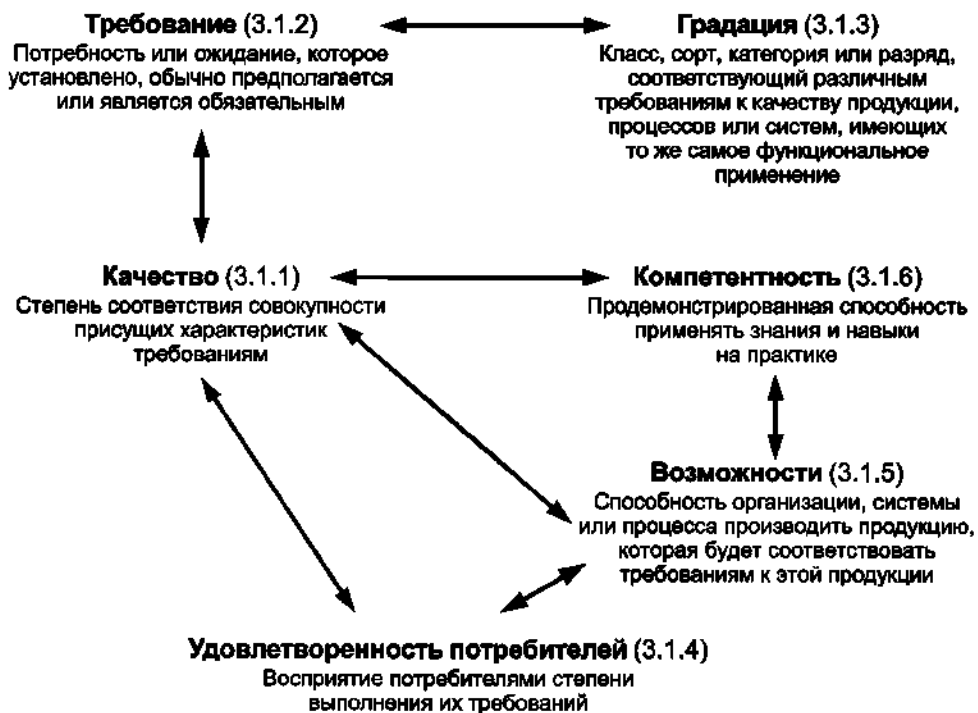 Требование (3.1.2)
Потребность или ожидание, которое
установлено, обычно предполагается
или является обязательным
Градация (3.1.3)
Класс, сорт, категория или разряд,
соответствующий различным
требованиям к качеству продукции,
процессов или систем, имеющих
то же самое функциональное
применение
Качество (3.1.1)
Степень соответствия совокупности
присущих характеристик
требованиям
Компетентность (3.1.6)
Продемонстрированная способность
применять знания и навыки
на практике
Возможности (3.1.5)
Способность организации, системы
или процесса производить продукцию,
которая будет соответствовать
требованиям к этой продукции
Удовлетворенность потребителей (3.1.4)
Восприятие потребителями степени
выполнения их требований